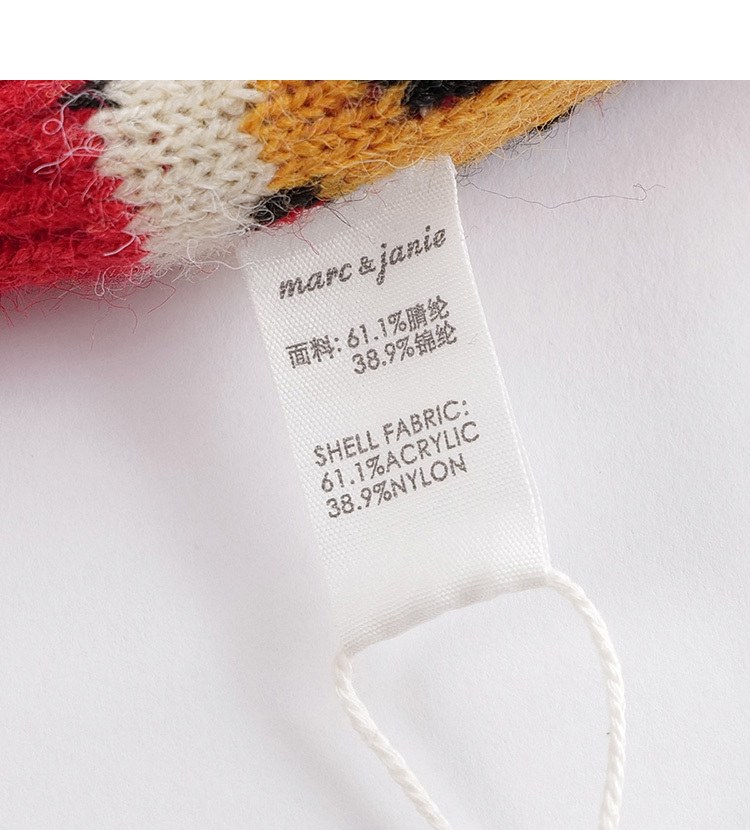 marc & janie
面料: 61.1%腈纶
38.9%锦纶
SHELL FABRIC:
61.1%ACRYLIC
38.9%NYLON